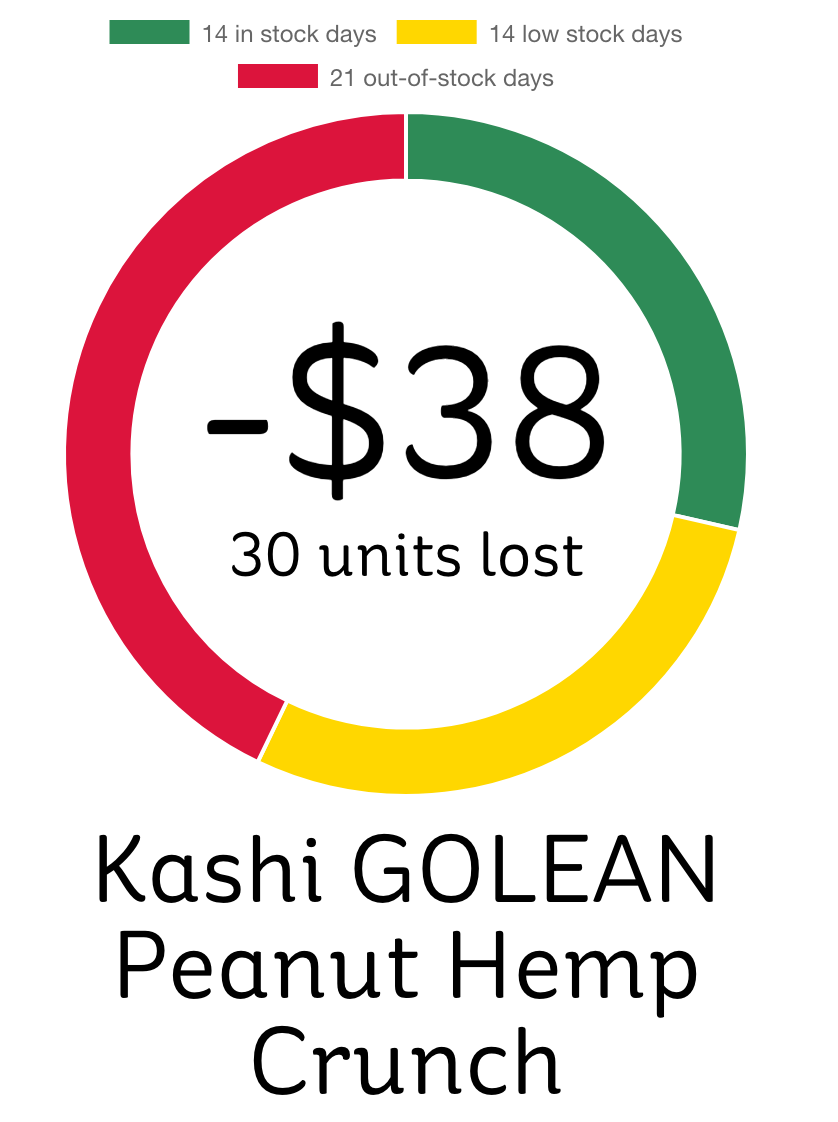 14 in stock days 14 low stock days
21 out-of-stock days
-$38
30 units lost
Kashi GOLEAN
Peanut Hemp
Crunch